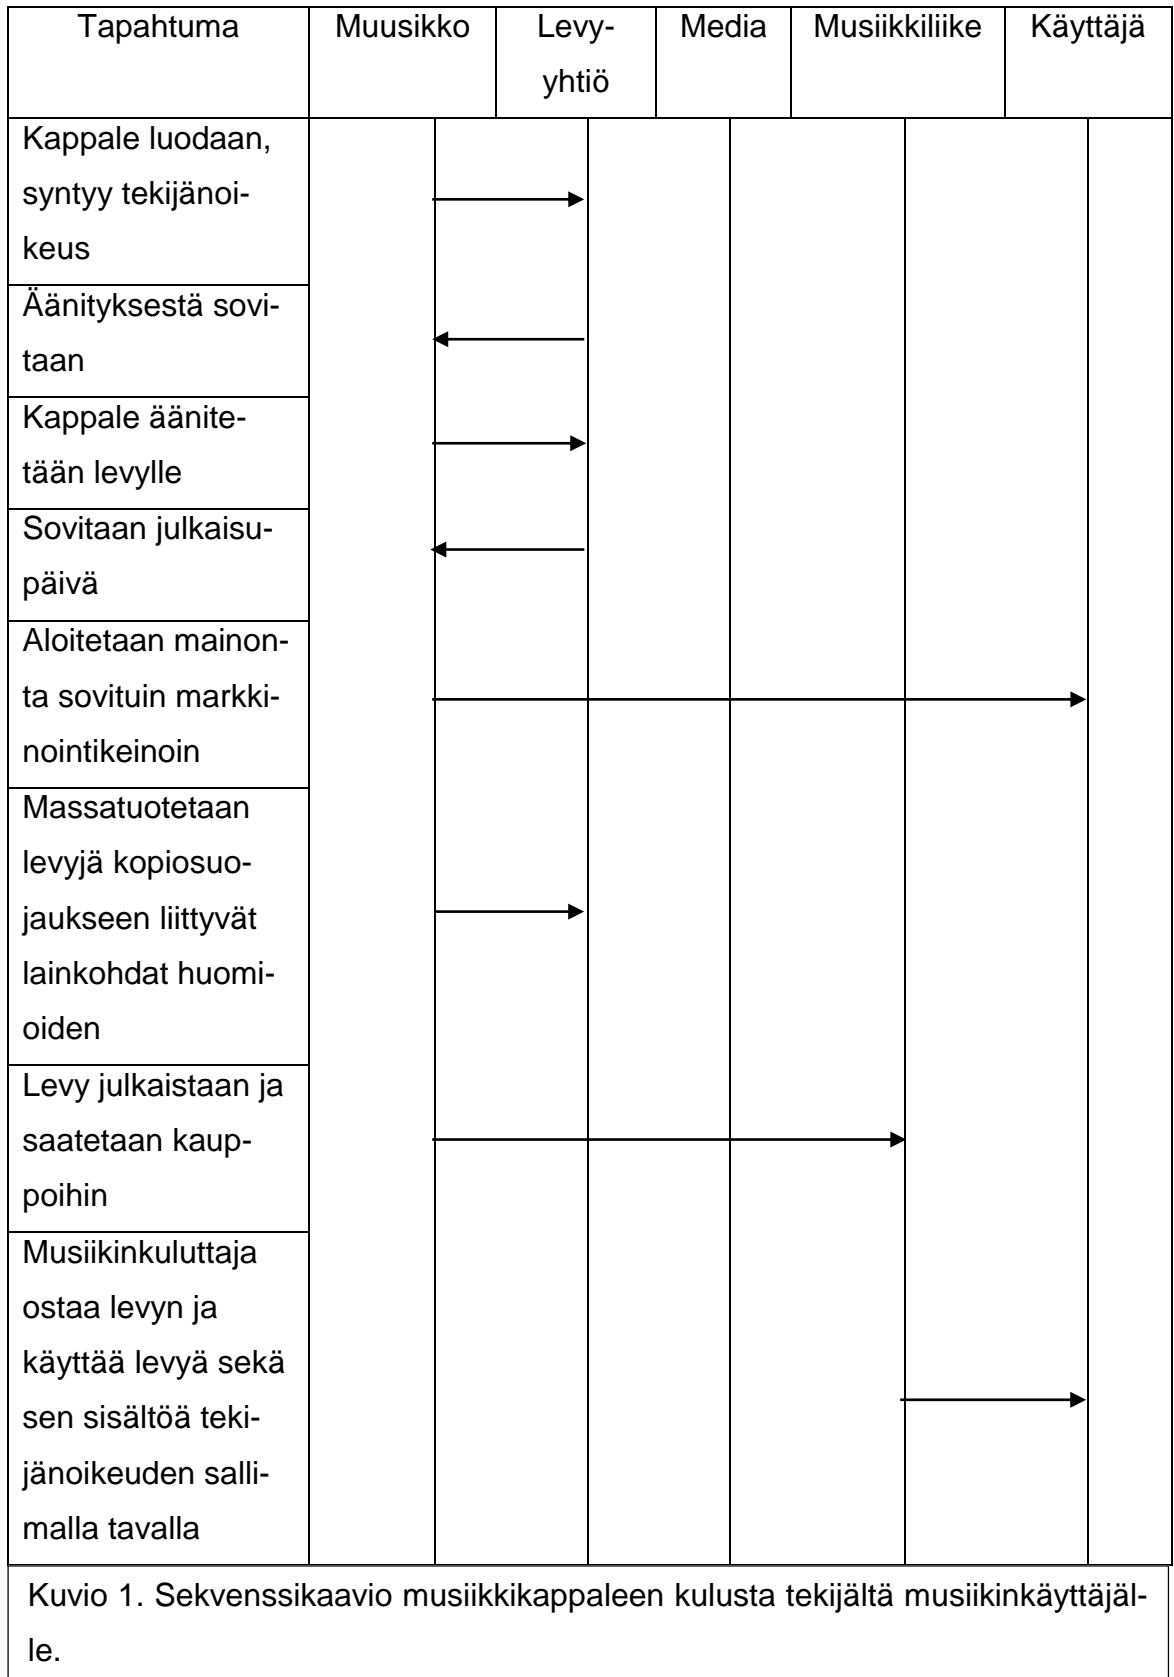 Tapahtuma Muusikko Levy- Media Musiikkiliike Käyttäjä
yhtiö
Kappale luodaan,
syntyy tekijänoi-
keus
Äänityksestä sovi-
taan
Kappale äänite-
tään levylle
Sovitaan julkaisu-
päivä
Aloitetaan mainon-
ta sovituin markki-
nointikeinoin
Massatuotetaan
levyjä kopiosuo-
jaukseen liittyvät
lainkohdat huomi-
oiden
Levy julkaistaan ja
saatetaan kaup-
poihin
Musiikinkuluttaja
ostaa levyn ja
käyttää levyä sekä
sen sisältöä teki-
jänoikeuden salli-
malla tavalla
Kuvio 1. Sekvenssikaavio musiikkikappaleen kulusta tekijältä musiikinkäyttäjäl-
le.